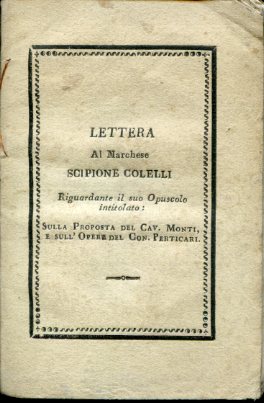 LETTERA
Al Marchese
SCIPIONE COLELLI
Riguardante il suo Opuscolo
intitolato:
SULLA PROPOSTA DEL CAV. MONTI,
E SULL' OPERE DEL CON. PERTICARI.